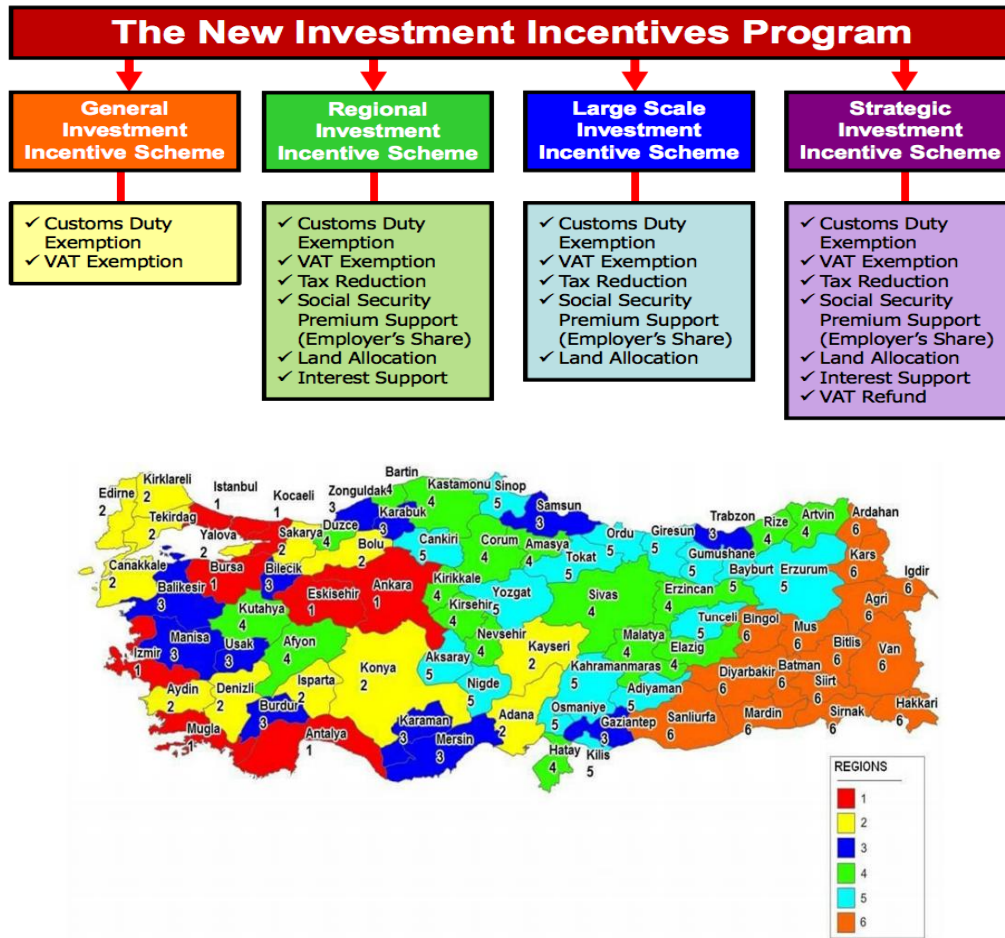 The New Investment Incentives Program
General
Investment
Incentive Scheme
Regional
Investment
Incentive Scheme
Large Scale
Investment
Incentive Scheme
Strategic
Investment
Incentive Scheme
✓ Customs Duty
Exemption
✓ VAT Exemption
✓ Customs Duty
Exemption
✓ VAT Exemption
✓ Tax Reduction
✓ Social Security
Premium Support
(Employer's Share)
✓ Land Allocation
✓ Interest Support
✓ Customs Duty
Exemption
✓ VAT Exemption
✓ Tax Reduction
✓ Social Security
Premium Support
(Employer's Share)
✓ Land Allocation
✓ Customs Duty
Exemption
✓ VAT Exemption
✓ Tax Reduction
✓ Social Security
Premium Support
(Employer's Share)
✓ Land Allocation
✓ Interest Support
✓ VAT Refund
Edirne
2
Kirklareli
2
Tekirdag
2
Istanbul
1
Kocaeli
1
Yalova
2
Sakarya
2
Zonguldak
3
Duzce
4
Bartin
4
Karabuk
3
Kastamonu
4
Sinop
5
Samsun
3
Ordu
5
Giresun
5
Trabzon
3
Rize
4
Artvin
4
Ardahan
6
Canakkale
2
Bursa
1
Bilecik
3
Bolu
2
Cankiri
5
Corum
4
Amasya
4
Tokat
5
Gumushane
5
Bayburt
5
Erzurum
5
Kars
6
Igdir
6
Balikesir
3
Eskisehir
1
Ankara
1
Kirikkale
4
Yozgat
5
Sivas
4
Erzincan
4
Agri
6
Kutahya
4
Kirsehir
4
Tunceli
5
Bingol
6
Mus
6
Manisa
3
Usak
3
Afyon
4
Nevsehir
4
Kayseri
2
Malatya
4
Elazig
4
Bitlis
6
Van
6
Izmir
1
Konya
2
Aksaray
5
Nigde
5
Kahramanmaras
5
Diyarbakir
6
Batman
6
Siirt
6
Aydin
2
Denizli
2
Isparta
2
Adiyaman
5
Hakkari
6
Burdur
3
Karaman
3
Adana
2
Osmaniye
5
Gaziantep
3
Sanliurfa
6
Mardin
6
Sirnak
6
Mugla
1
Antalya
1
Mersin
3
Hatay
4
Kilis
5
REGIONS
1
2
3
4
5
6